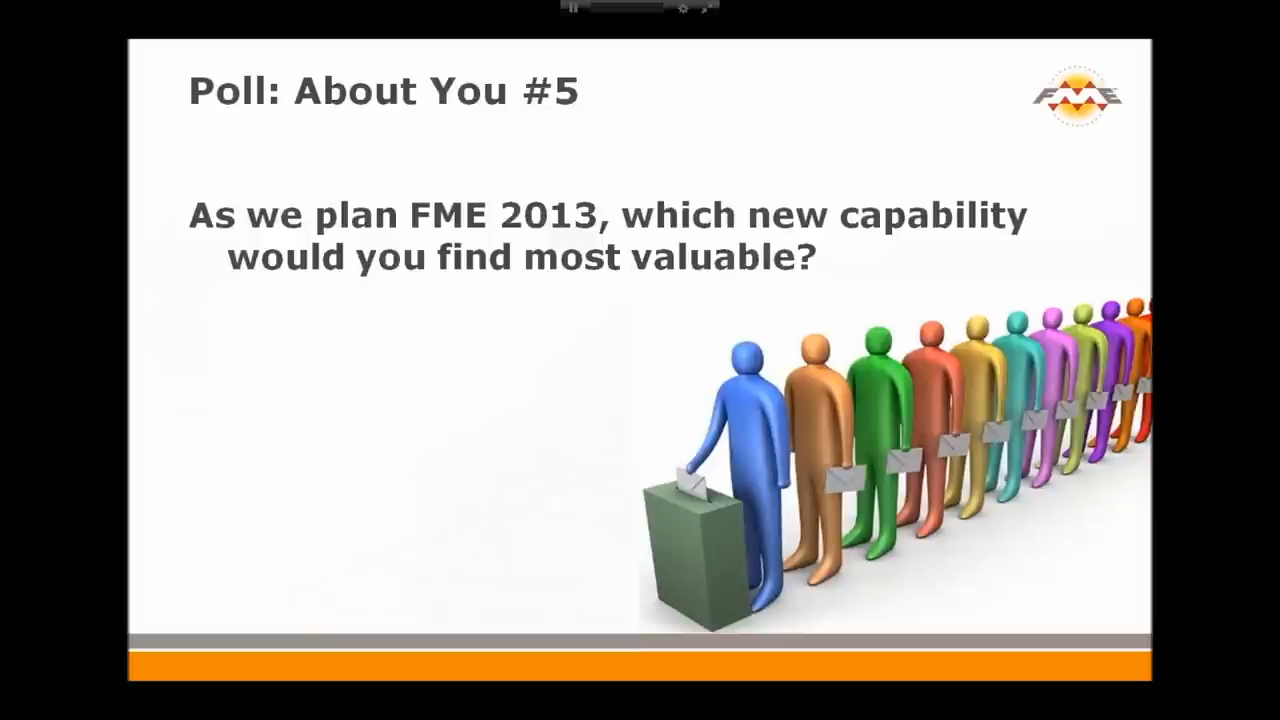 Poll: About You #5
FME
As we plan FME 2013, which new capability
would you find most valuable?